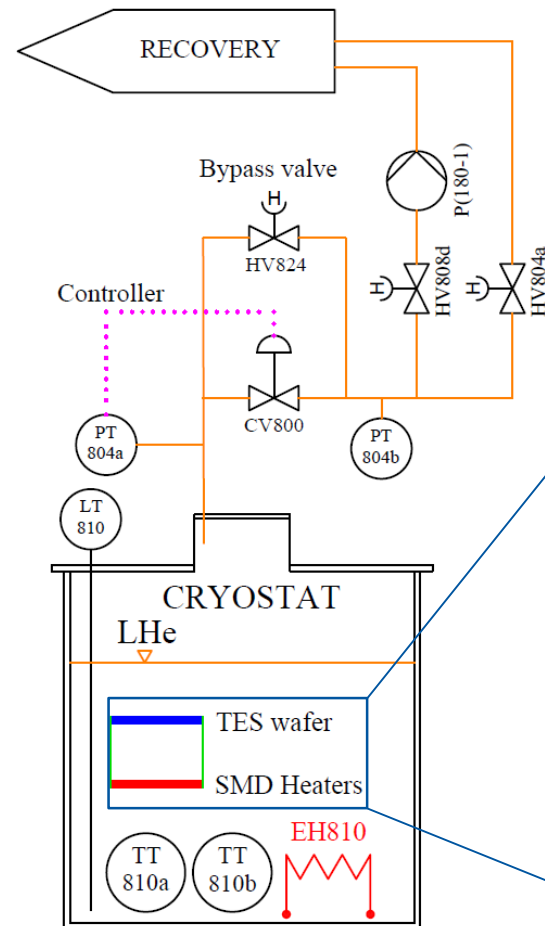 RECOVERY
P(180-1)
Bypass valve
H
HV824
H
HV808d
H
HV804a
Controller
CV800
PT
804a
PT
804b
LT
810
CRYOSTAT
LHe
TES wafer
SMD Heaters
EH810
TT
810a
TT
810b